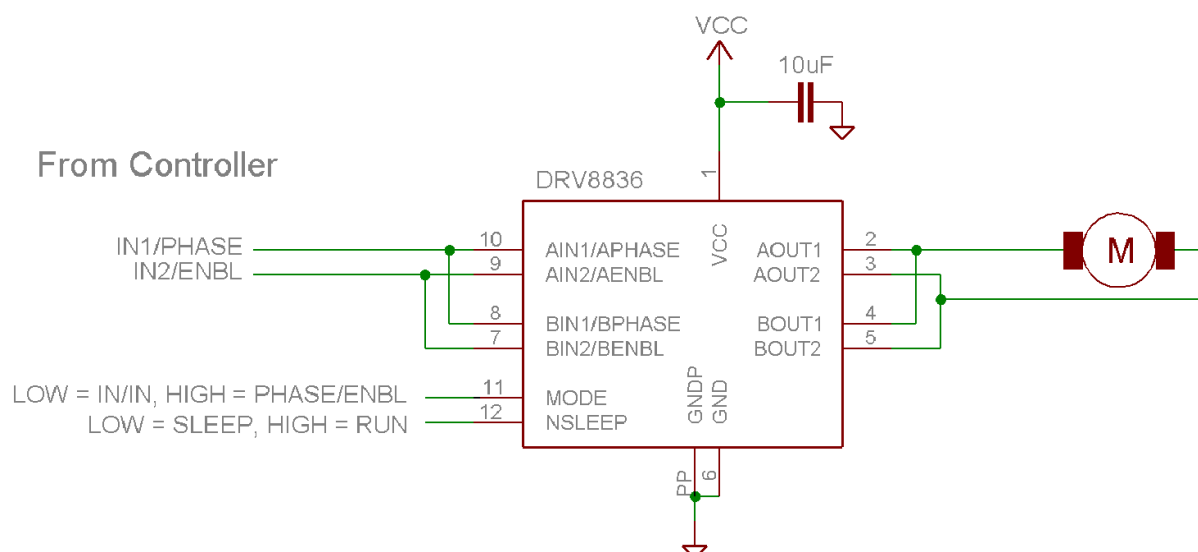 VCC
10uF
From Controller
DRV8836
1
VCC
IN1/PHASE
10
AIN1/APHASE
AOUT1
2
M
IN2/ENBL
9
AIN2/AENBL
AOUT2
3
8
BIN1/BPHASE
BOUT1
4
7
BIN2/BENBL
BOUT2
5
LOW = IN/IN, HIGH = PHASE/ENBL
11
MODE
GNDP
GND
LOW = SLEEP, HIGH = RUN
12
NSLEEP
PP
6